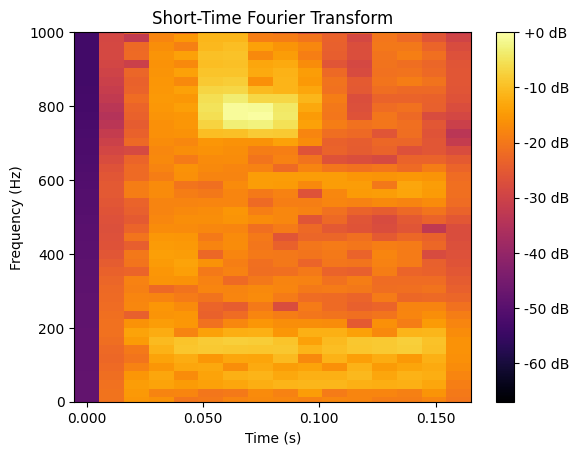 Short-Time Fourier Transform
1000
800
600
400
200
0
Frequency (Hz)
0.000
0.050
0.100
0.150
Time (s)
+0 dB
-10 dB
-20 dB
-30 dB
-40 dB
-50 dB
-60 dB